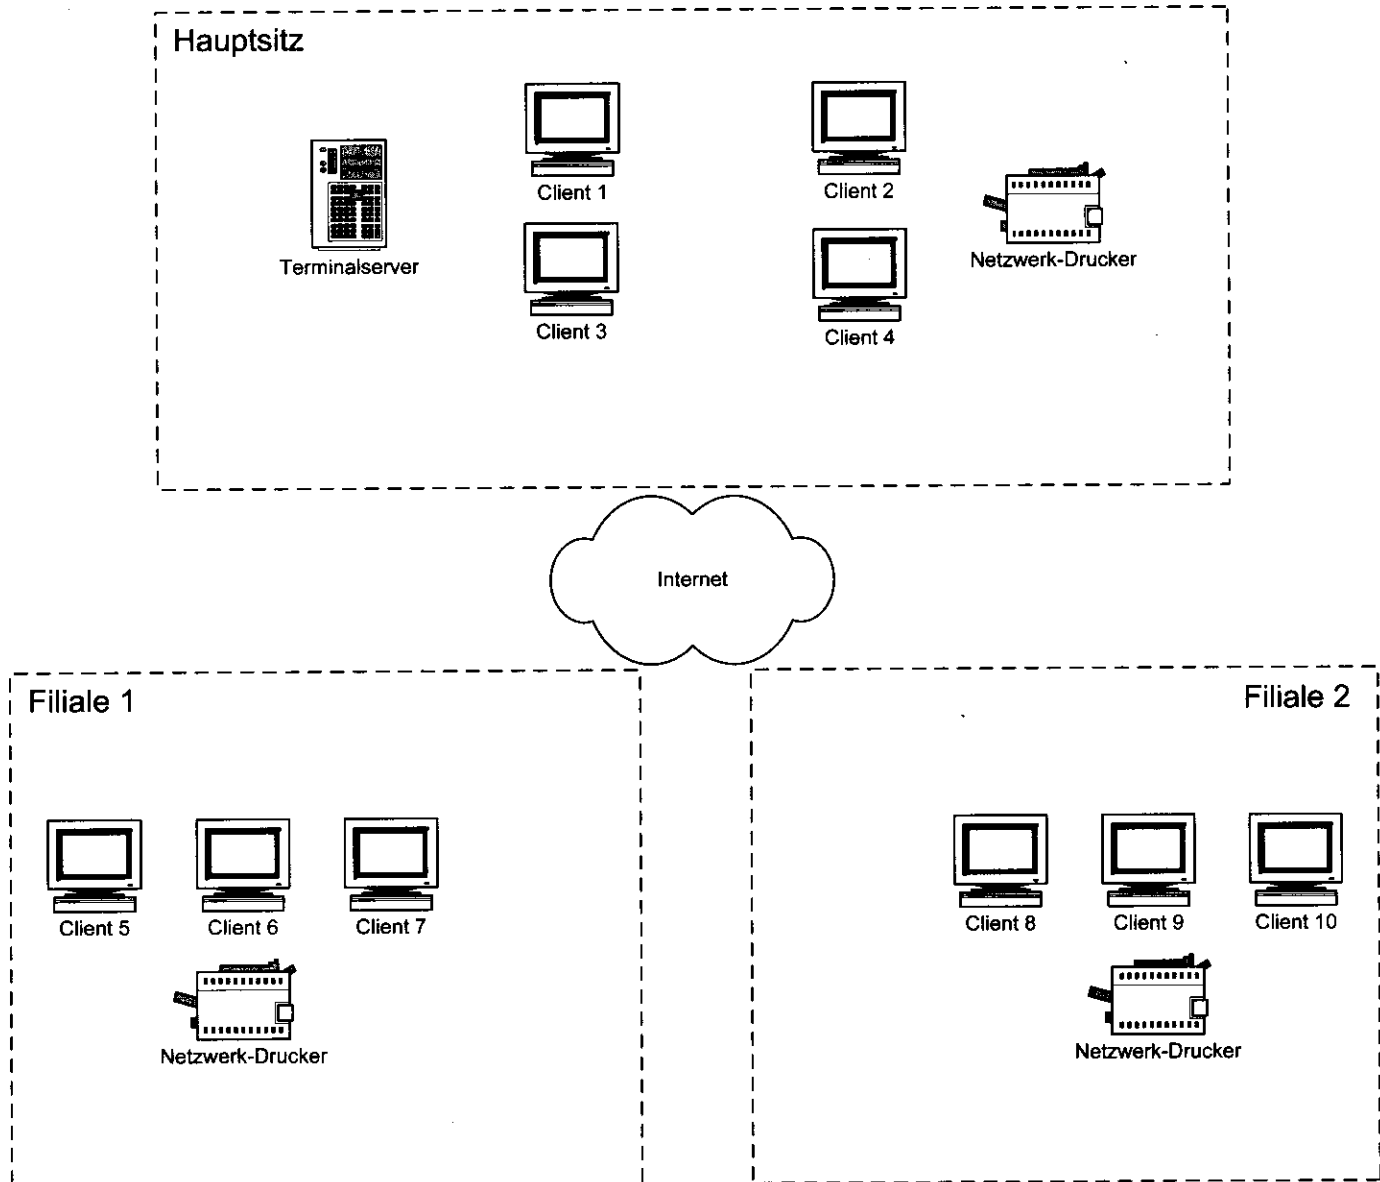 Hauptsitz
Client 1
Client 2
Terminalserver
Netzwerk-Drucker
Client 3
Client 4
Internet
Filiale 1
Filiale 2
Client 5
Client 6
Client 7
Client 8
Client 9
Client 10
Netzwerk-Drucker
Netzwerk-Drucker